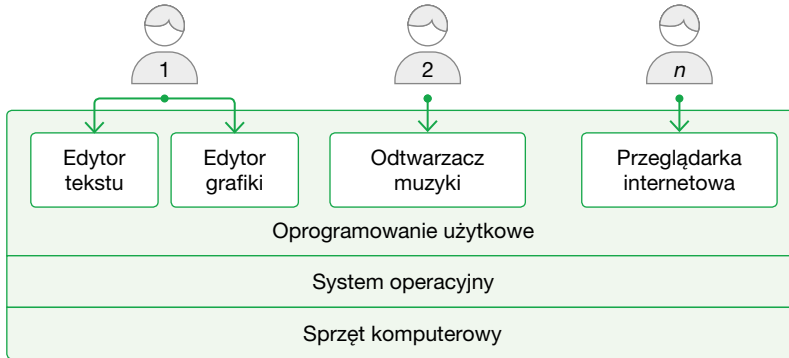 1
2
n
Edytor
tekstu
Edytor
grafiki
Odtwarzacz
muzyki
Przeglądarka
internetowa
Oprogramowanie użytkowe
System operacyjny
Sprzęt komputerowy